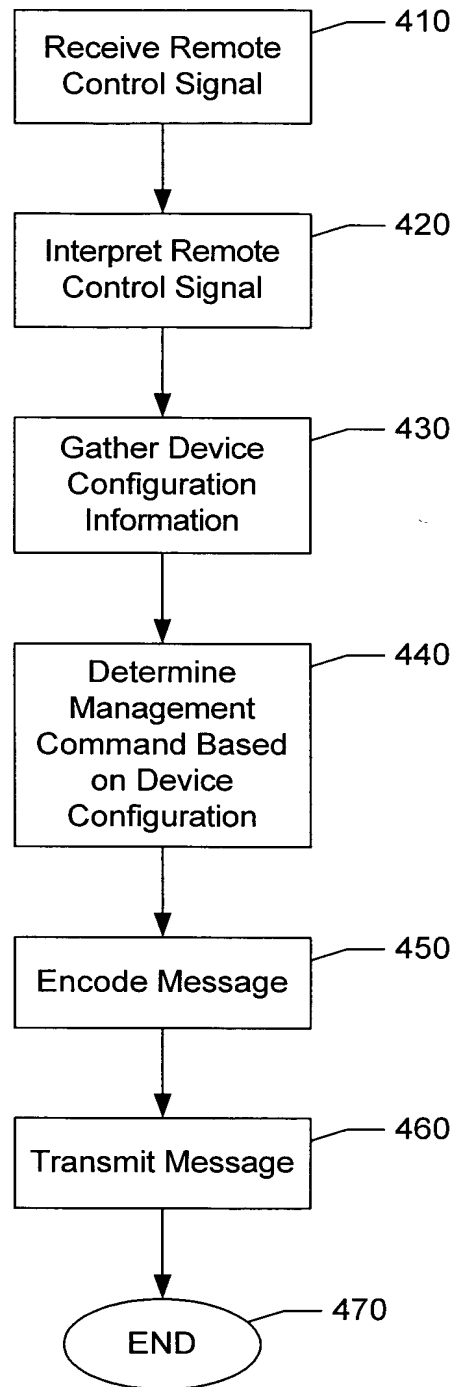 410
Receive Remote
Control Signal
420
Interpret Remote
Control Signal
430
Gather Device
Configuration
Information
440
Determine
Management
Command Based
on Device
Configuration
450
Encode Message
460
Transmit Message
470
END